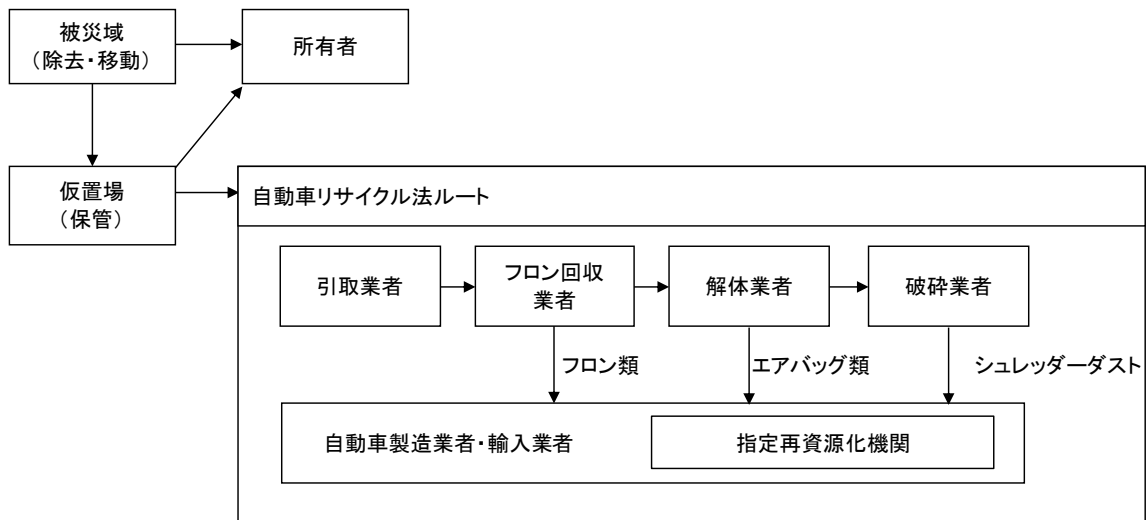 被災域
（除去・移動）
所有者
仮置場
（保管）
自動車リサイクル法ルート
引取業者
フロン回収
業者
解体業者
破砕業者
フロン類
エアバッグ類
シュレッダーダスト
自動車製造業者・輸入業者
指定再資源化機関